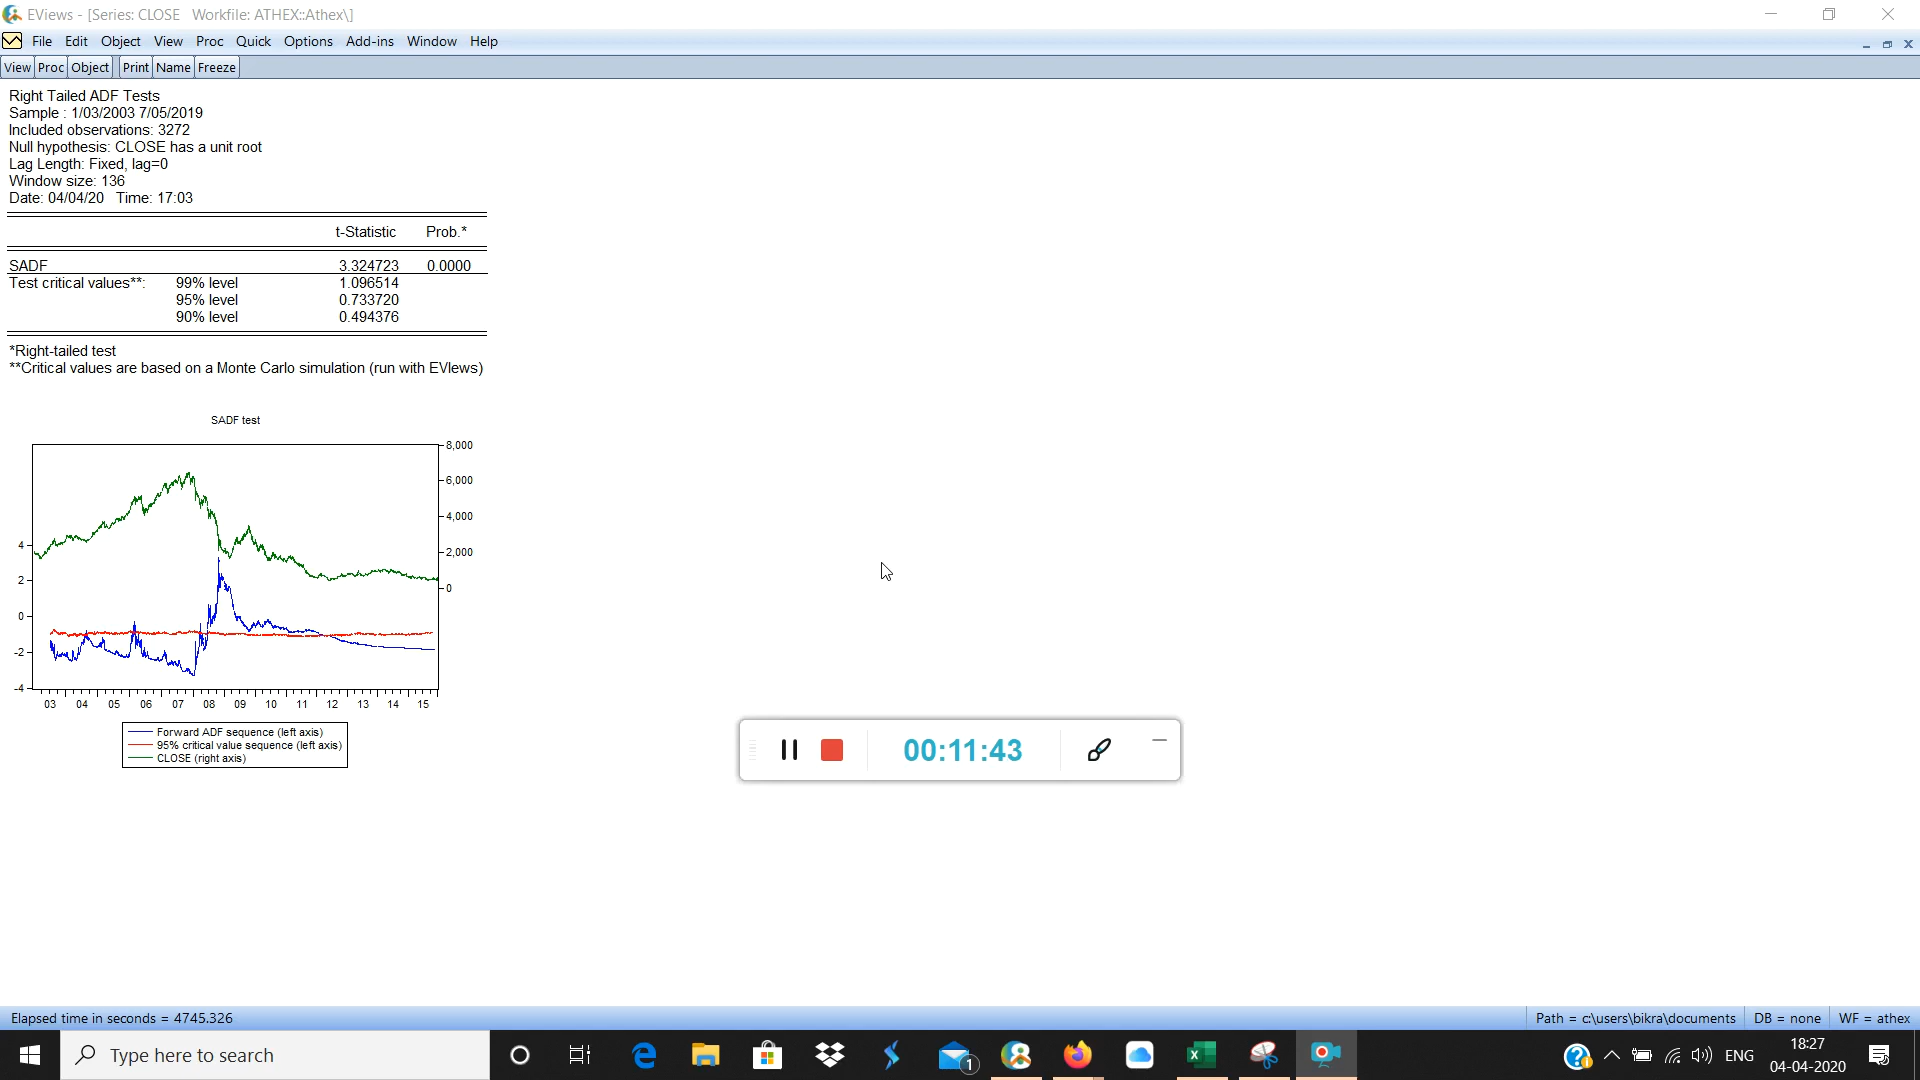 EViews - [Series: CLOSE   Workfile: ATHEX::Athex\]
File Edit Object View Proc Quick Options Add-ins Window Help
View Proc Object Print Name Freeze
Right Tailed ADF Tests
Sample : 1/03/2003 7/05/2019
Included observations: 3272
Null hypothesis: CLOSE has a unit root
Lag Length: Fixed, lag=0
Window size: 136
Date: 04/04/20   Time: 17:03
t-Statistic Prob.*
SADF 3.324723 0.0000
Test critical values**: 99% level 1.096514
95% level 0.733720
90% level 0.494376
*Right-tailed test
**Critical values are based on a Monte Carlo simulation (run with EVIews)
SADF test
8,000
6,000
4,000
4 2,000
2 0
0
-2
-4
03 04 05 06 07 08 09 10 11 12 13 14 15
Forward ADF sequence (left axis)
95% critical value sequence (left axis)
CLOSE (right axis)
00:11:43
Elapsed time in seconds = 4745.326 Path = c:\users\bikra\documents DB = none WF = athex
Type here to search 1 ENG 18:27
04-04-2020